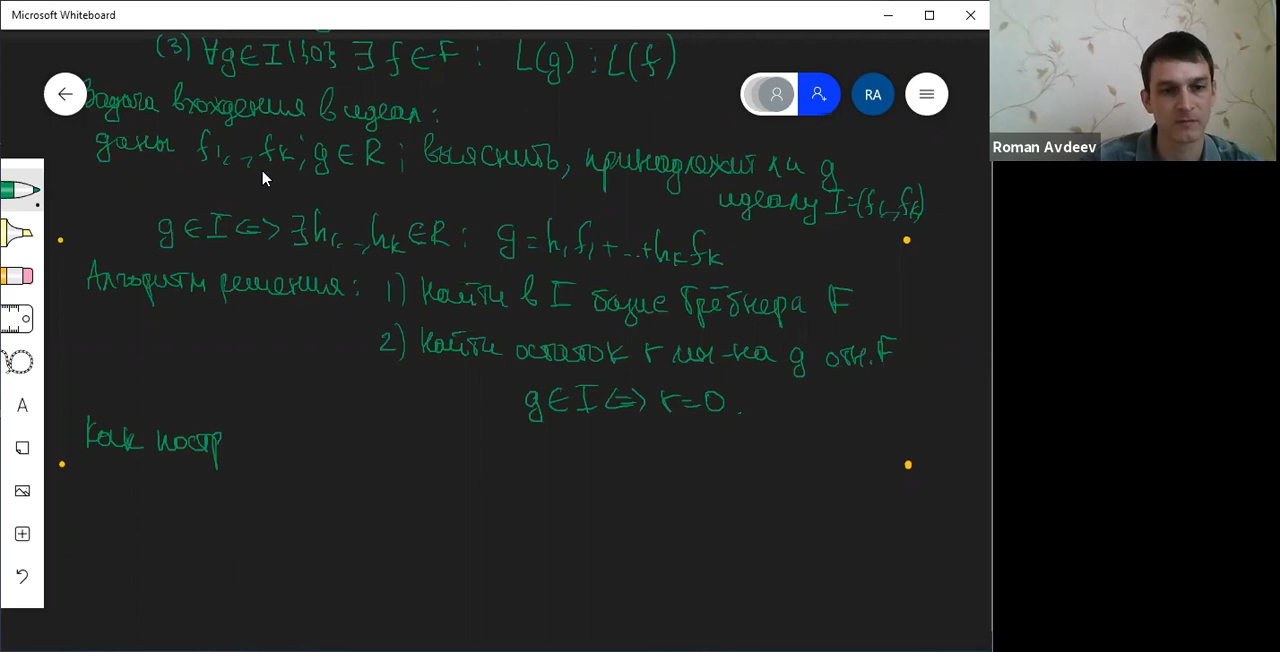 Microsoft Whiteboard
(3) ∀g∈I\{0} ∃ f∈F : L(g) ⋮ L(f)
Задача вхождения в идеал:
RA
даны f₁,..,fₖ; g∈R; выяснить, принадлежит ли g
идеалу I=(f₁,..,fₖ)
Roman Avdeev
g∈I <=> ∃h₁,..,hₖ∈R : g=h₁f₁+...+hₖfₖ
Алгоритм решения: 1) Найти в I базис Грёбнера F
2) Найти остаток r мн-на g отн. F
A
g∈I <=> r=0.
Как постр